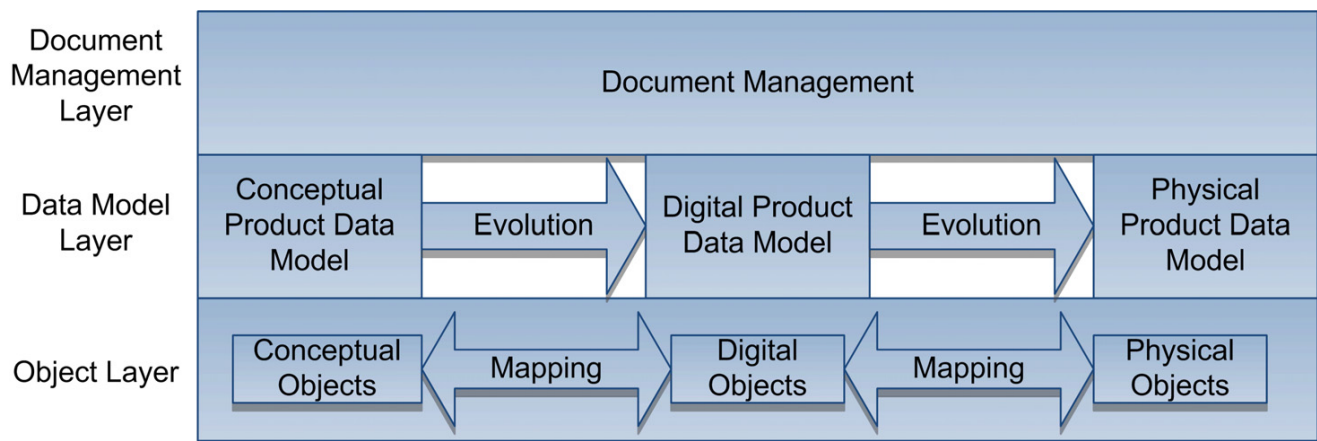 Document
Management
Layer
Document Management
Data Model
Layer
Conceptual
Product Data
Model
Evolution
Digital Product
Data Model
Evolution
Physical
Product Data
Model
Object Layer
Conceptual
Objects
Mapping
Digital
Objects
Mapping
Physical
Objects